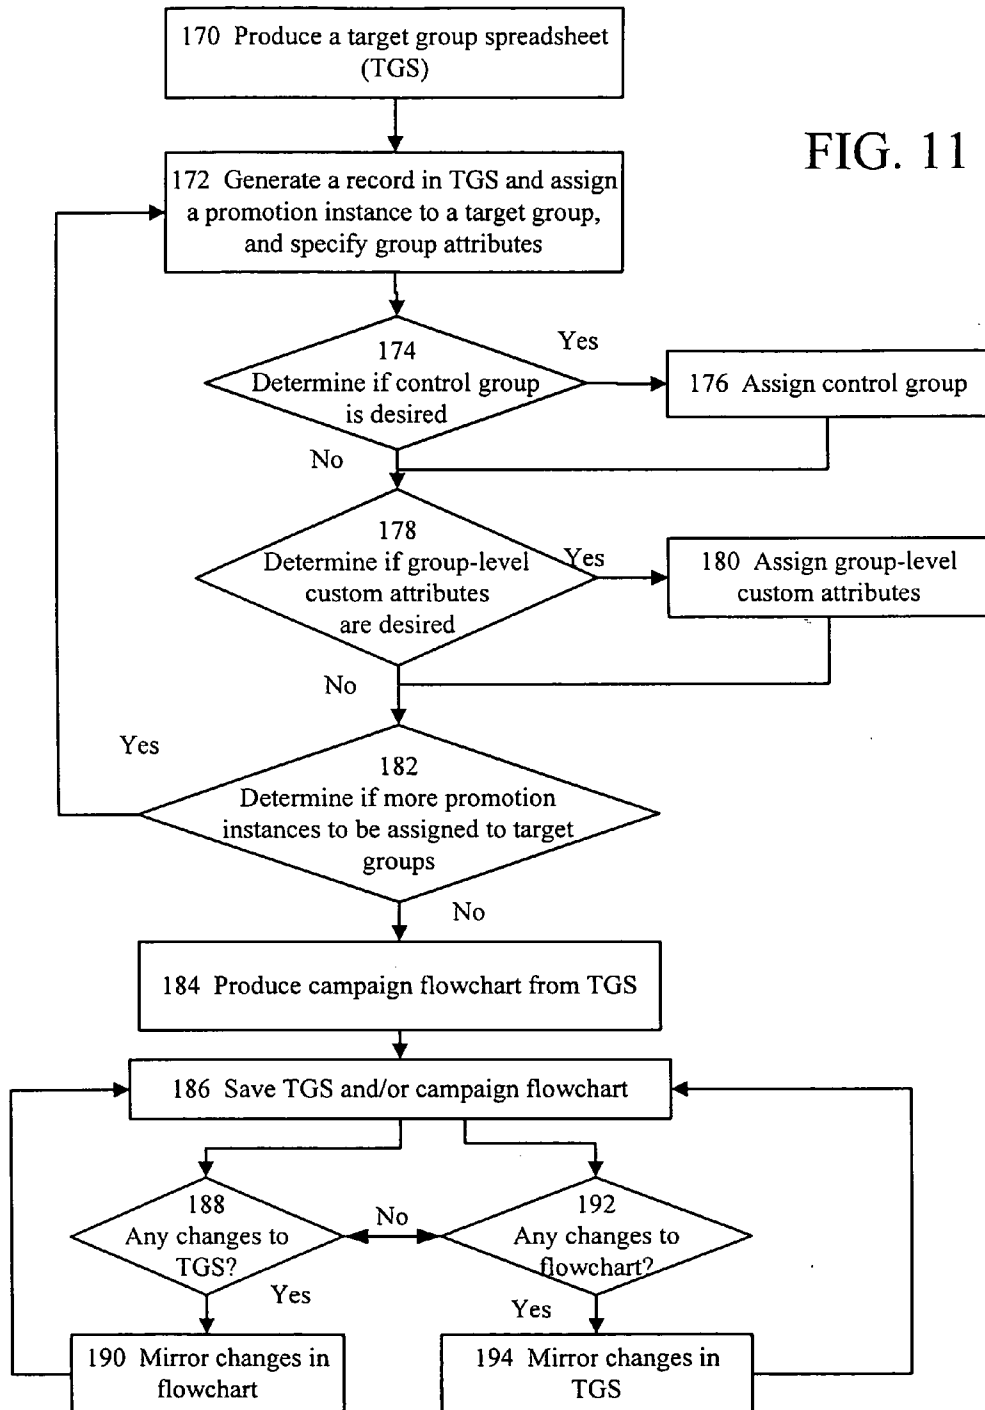 170 Produce a target group spreadsheet
(TGS)
FIG. 11
172 Generate a record in TGS and assign
a promotion instance to a target group,
and specify group attributes
174
Determine if control group
is desired
Yes
176 Assign control group
No
178
Determine if group-level
custom attributes
are desired
Yes
180 Assign group-level
custom attributes
No
Yes
182
Determine if more promotion
instances to be assigned to target
groups
No
184 Produce campaign flowchart from TGS
186 Save TGS and/or campaign flowchart
188
Any changes to
TGS?
No
192
Any changes to
flowchart?
Yes
Yes
190 Mirror changes in
flowchart
194 Mirror changes in
TGS